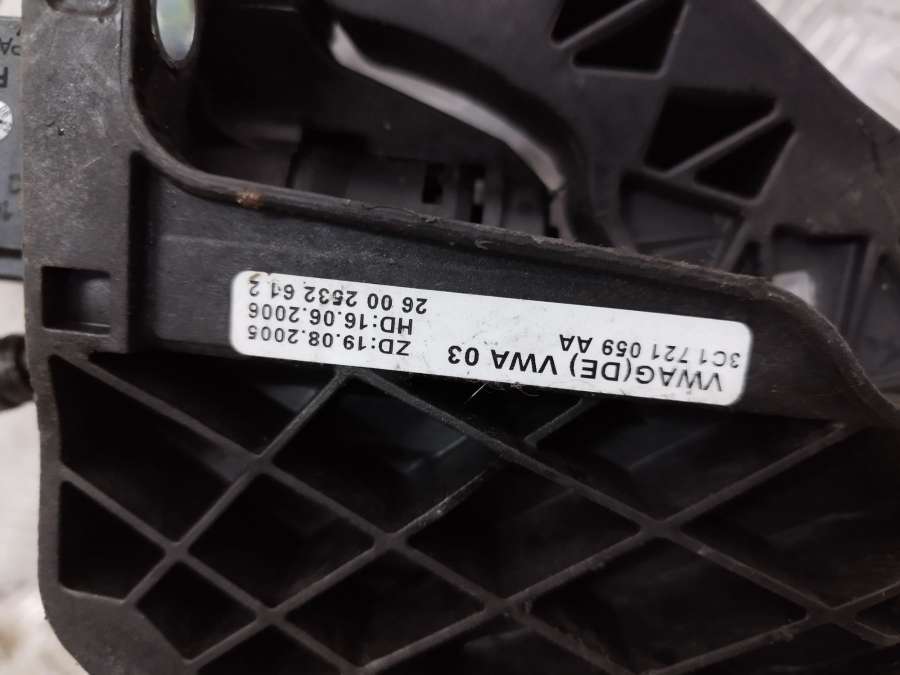 VWAG(DE) VWA 03
3C1 721 059 AA
ZD:19.08.2005
HD:16.06.2006
26 00 2532 61.2